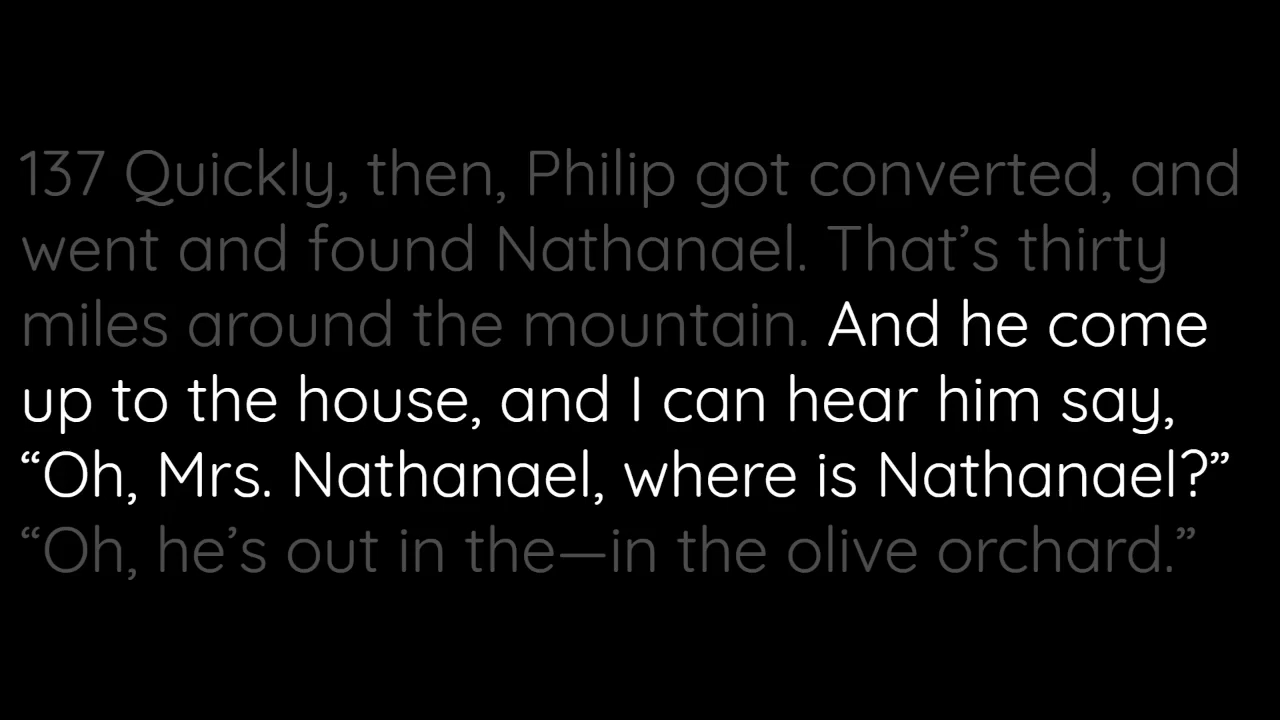 137 Quickly, then, Philip got converted, and
went and found Nathanael. That’s thirty
miles around the mountain. And he come
up to the house, and I can hear him say,
“Oh, Mrs. Nathanael, where is Nathanael?”
“Oh, he’s out in the—in the olive orchard.”